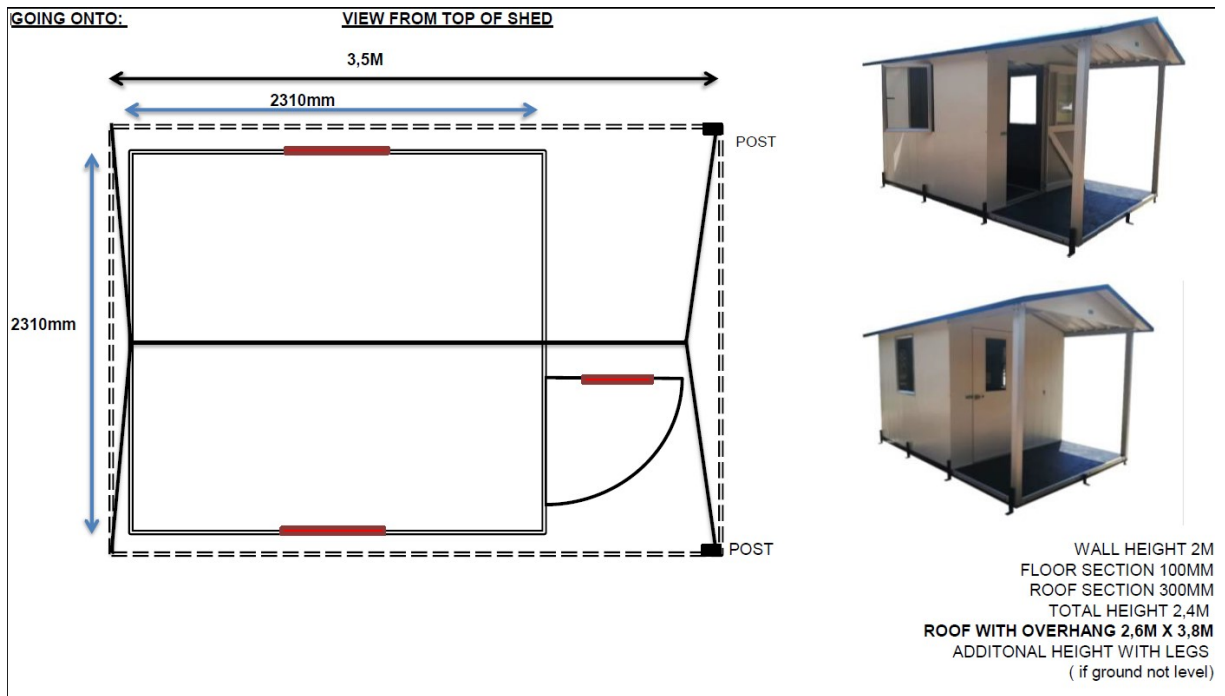 GOING ONTO:
VIEW FROM TOP OF SHED
3,5M
2310mm
POST
2310mm
POST
WALL HEIGHT 2M
FLOOR SECTION 100MM
ROOF SECTION 300MM
TOTAL HEIGHT 2,4M
ROOF WITH OVERHANG 2,6M X 3,8M
ADDITONAL HEIGHT WITH LEGS
( if ground not level)